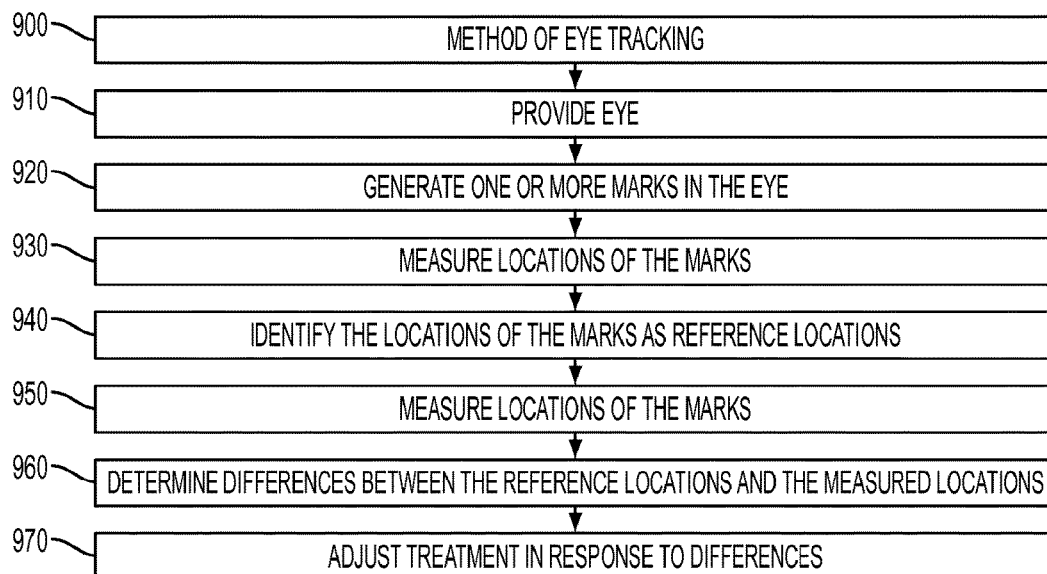 900 METHOD OF EYE TRACKING
910 PROVIDE EYE
920 GENERATE ONE OR MORE MARKS IN THE EYE
930 MEASURE LOCATIONS OF THE MARKS
940 IDENTIFY THE LOCATIONS OF THE MARKS AS REFERENCE LOCATIONS
950 MEASURE LOCATIONS OF THE MARKS
960 DETERMINE DIFFERENCES BETWEEN THE REFERENCE LOCATIONS AND THE MEASURED LOCATIONS
970 ADJUST TREATMENT IN RESPONSE TO DIFFERENCES